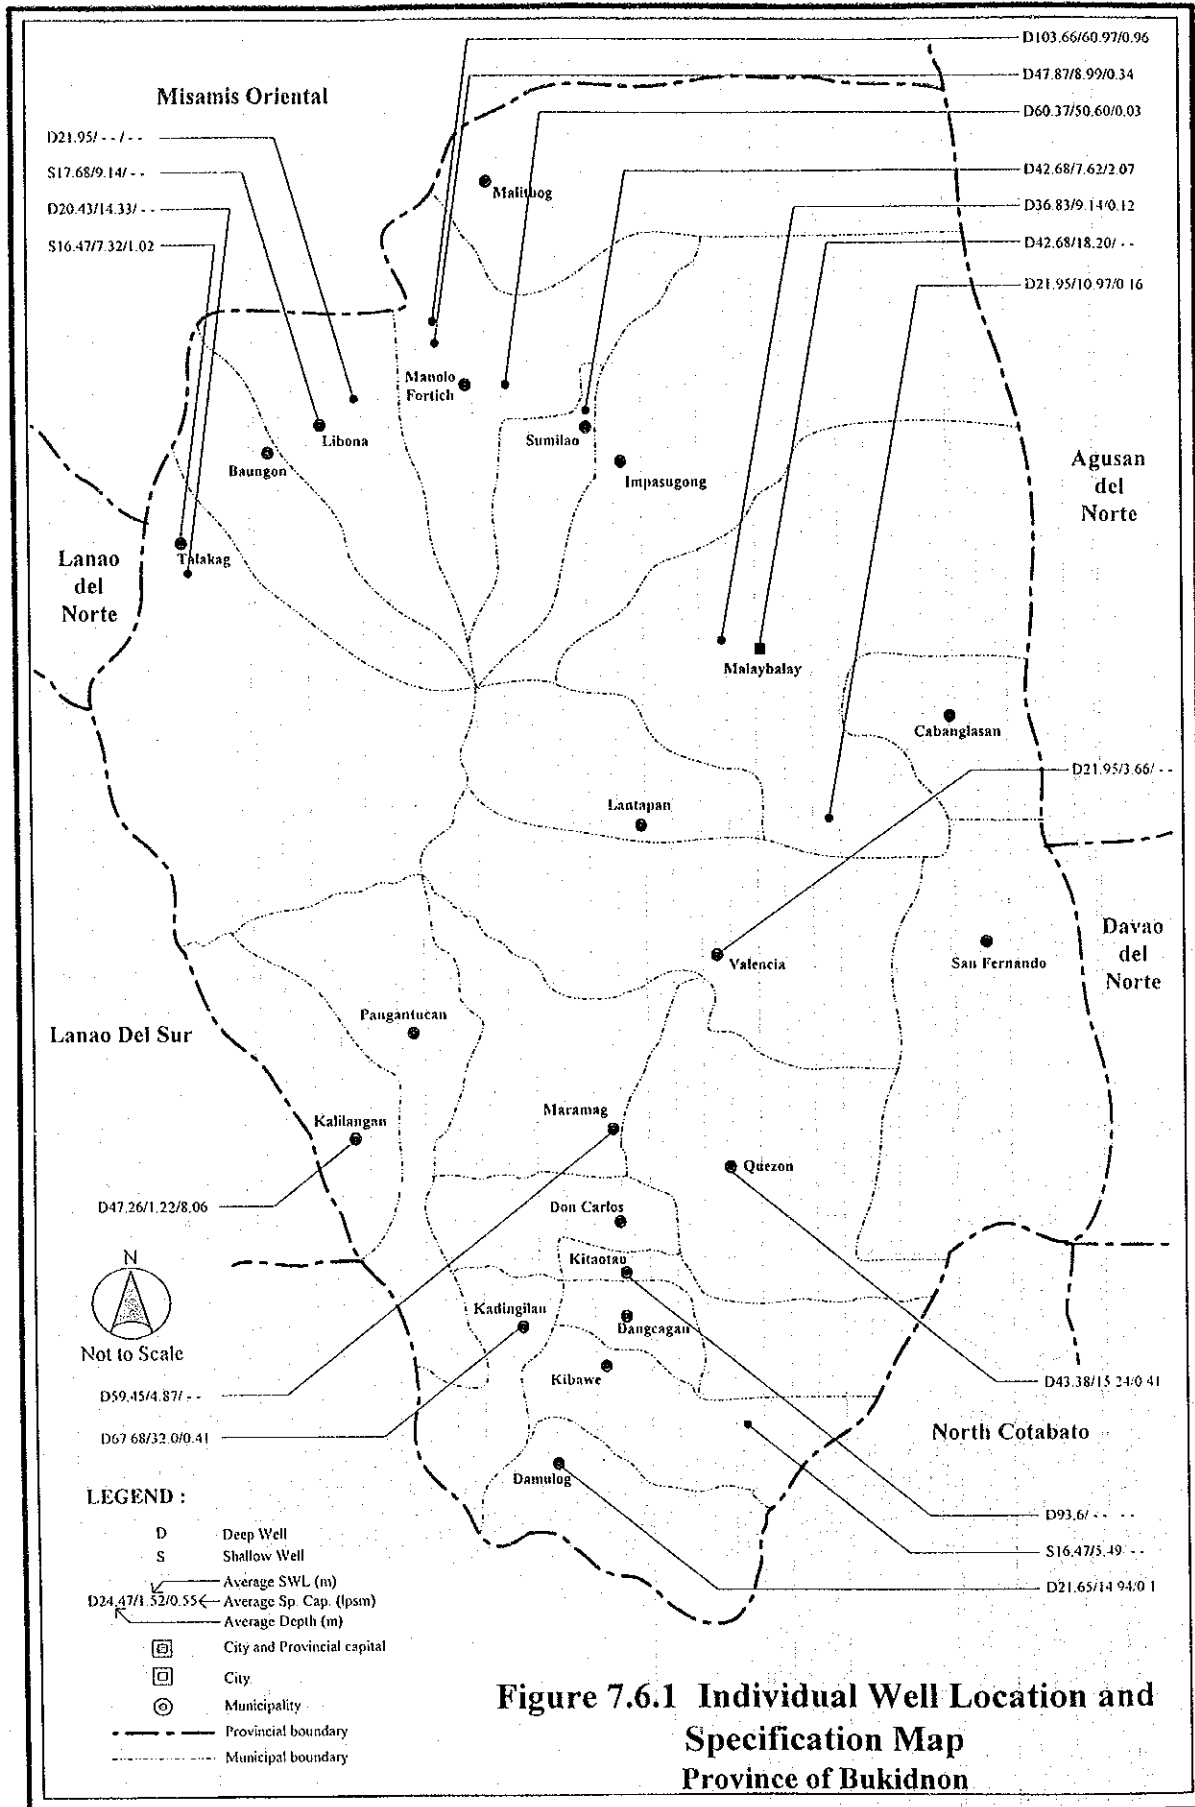 D103.66/60.97/0.96
D47.87/8.99/0.34
Misamis Oriental
D60.37/50.60/0.03
D21.95/ - - / - -
S17.68/9.14/ - -
D42.68/7.62/2.07
Malitbog
D20.43/14.33/ - -
D36.83/9.14/0.12
S16.47/7.32/1.02
D42.68/18.20/ - -
D21.95/10.97/0.16
Manolo
Fortich
Libona
Sumilao
Baungon
Impasugong
Agusan
del
Norte
Talakag
Lanao
del
Norte
Malaybalay
Cabanglasan
D21.95/3.66/ - -
Lantapan
Davao
del
Norte
Valencia
San Fernando
Pangantucan
Lanao Del Sur
Maramag
Kalilangan
Quezon
D47.26/1.22/8.06
Don Carlos
N
Kitaotao
Kadingilan
Dangcagan
Not to Scale
Kibawe
D43.38/15.24/0.41
D59.45/4.87/ - -
North Cotabato
D67.68/32.0/0.41
Damulog
LEGEND :
D93.6/ - - - -
D Deep Well
S Shallow Well
S16.47/5.49 - -
Average SWL (m)
D21.65/14.94/0.1
D24.47/1.52/0.55 Average Sp. Cap. (lpsm)
Average Depth (m)
City and Provincial capital
City
Municipality
Provincial boundary
Municipal boundary
Figure 7.6.1 Individual Well Location and
Specification Map
Province of Bukidnon